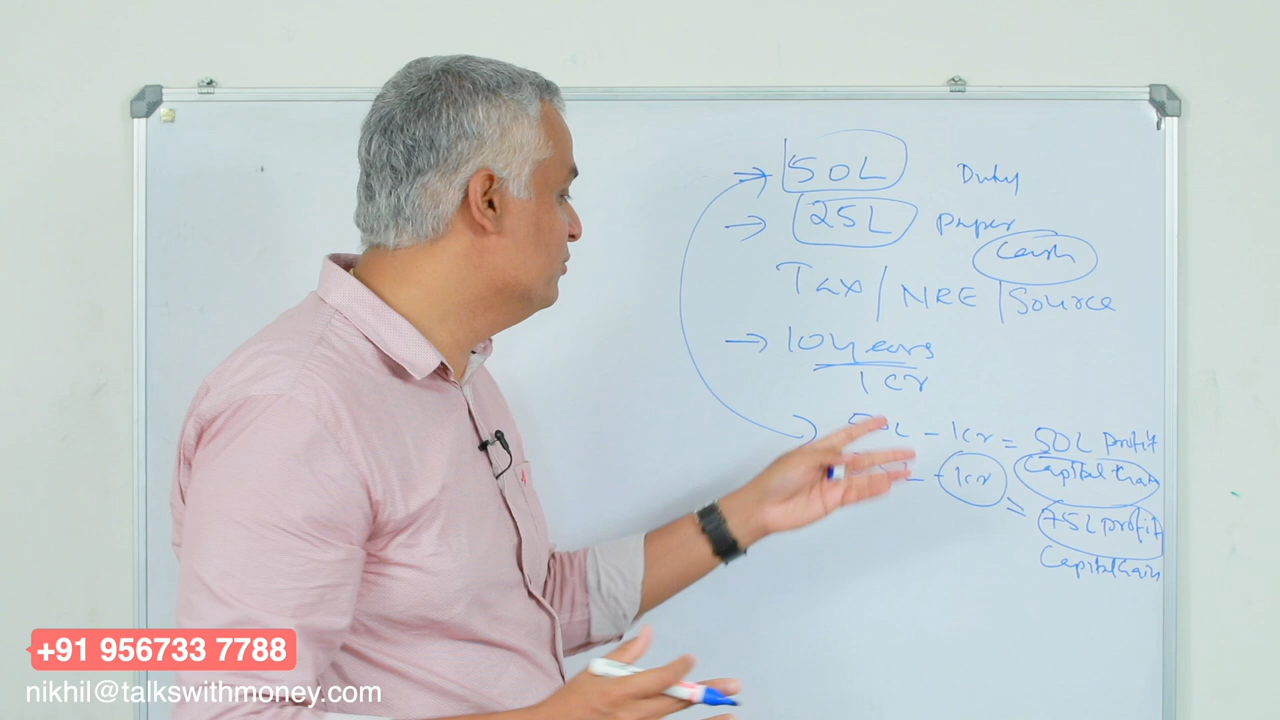 50L Duty
25L Paper
Cash
Tax / NRE / Source
10 years
1 cr
50L - 1cr = 50L profit
Capital Gain
- 1cr
= 75L profit
Capital Gain
+91 956733 7788
nikhil@talkswithmoney.com